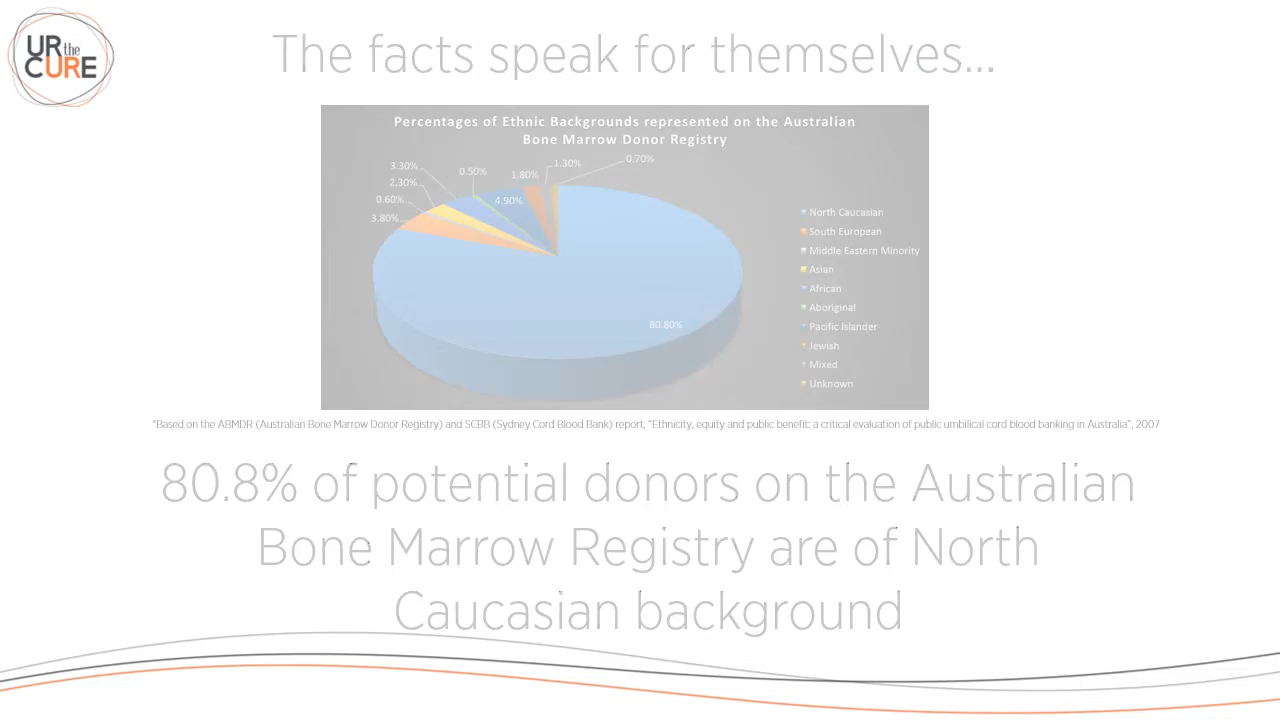 UR the
CURE
The facts speak for themselves...
Percentages of Ethnic Backgrounds represented on the Australian
Bone Marrow Donor Registry
3.30%
0.50%
1.80%
1.30%
0.70%
2.30%
0.60%
4.90%
3.80%
80.80%
North Caucasian
South European
Middle Eastern Minority
Asian
African
Aboriginal
Pacific Islander
Jewish
Mixed
Unknown
*Based on the ABMDR (Australian Bone Marrow Donor Registry) and SCBB (Sydney Cord Blood Bank) report, “Ethnicity, equity and public benefit: a critical evaluation of public umbilical cord blood banking in Australia”, 2007
80.8% of potential donors on the Australian
Bone Marrow Registry are of North
Caucasian background